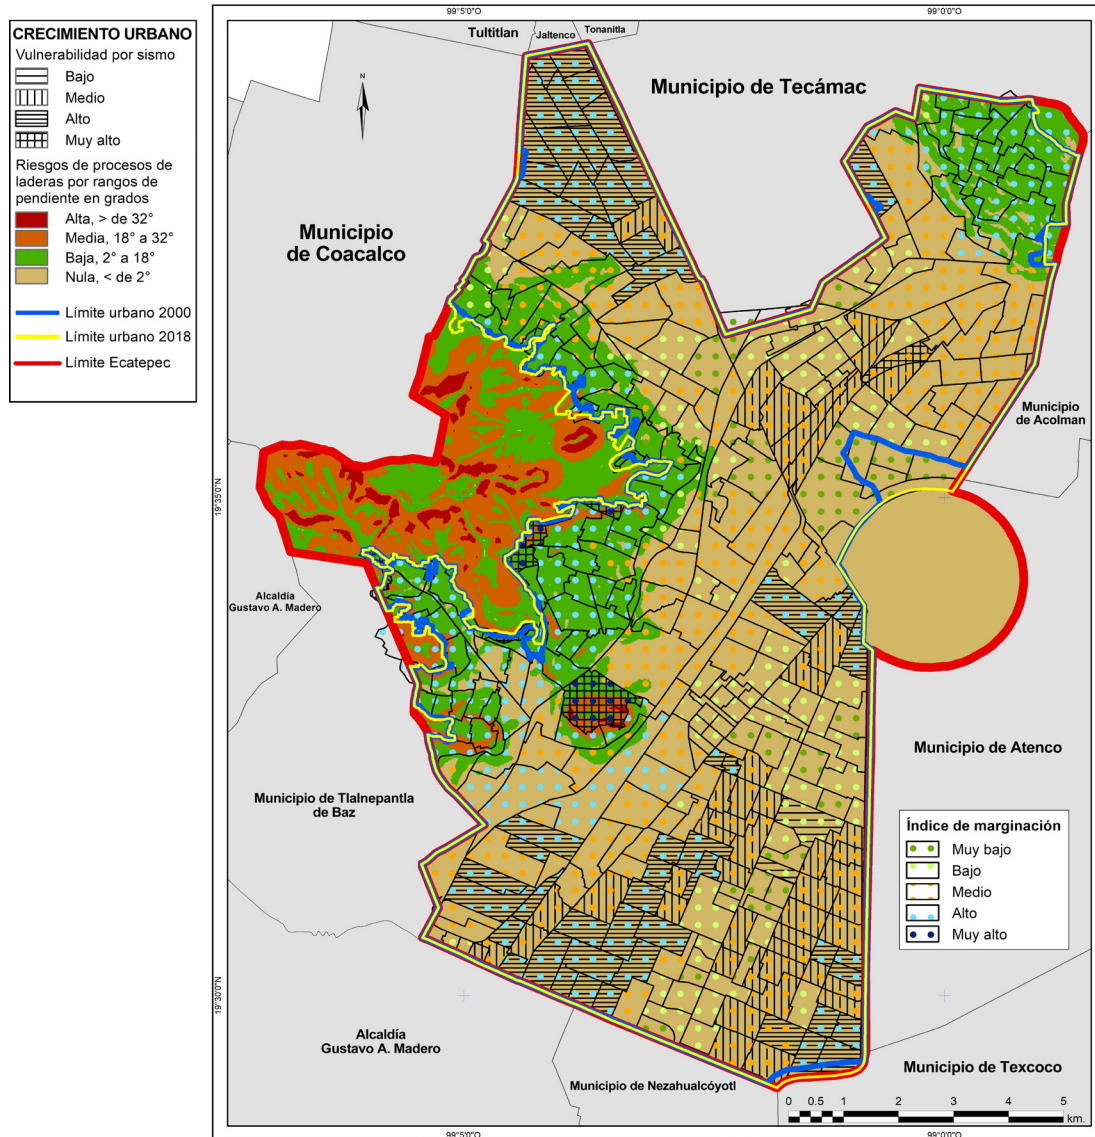 CRECIMIENTO URBANO
Vulnerabilidad por sismo
Bajo
Medio
Alto
Muy alto
Riesgos de procesos de
laderas por rangos de
pendiente en grados
Alta, > de 32°
Media, 18° a 32°
Baja, 2° a 18°
Nula, < de 2°
Límite urbano 2000
Límite urbano 2018
Límite Ecatepec
99°5'0"O
99°0'0"O
Tultitlan
Jaltenco
Tonanitla
N
Municipio de Tecámac
Municipio
de Coacalco
Municipio
de Acolman
19°35'0"N
Alcaldía
Gustavo A. Madero
Municipio de Atenco
Municipio de Tlalnepantla
de Baz
Índice de marginación
Muy bajo
Bajo
Medio
Alto
Muy alto
19°30'0"N
Alcaldía
Gustavo A. Madero
Municipio de Nezahualcóyotl
Municipio de Texcoco
0 0.5 1 2 3 4 5
km.
99°5'0"O
99°0'0"O